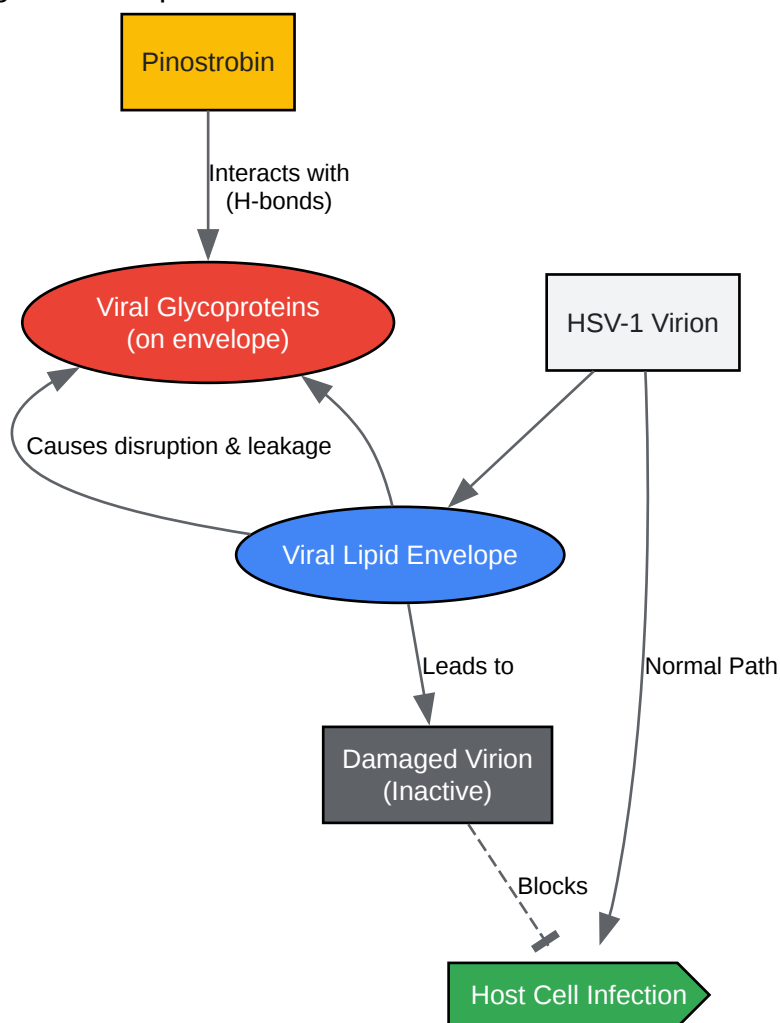 Pinostrobin
Interacts with
(H-bonds)
Viral Glycoproteins
(on envelope)
HSV-1 Virion
Causes disruption & leakage
Viral Lipid Envelope
Leads to
Normal Path
Damaged Virion
(Inactive)
Blocks
Host Cell Infection